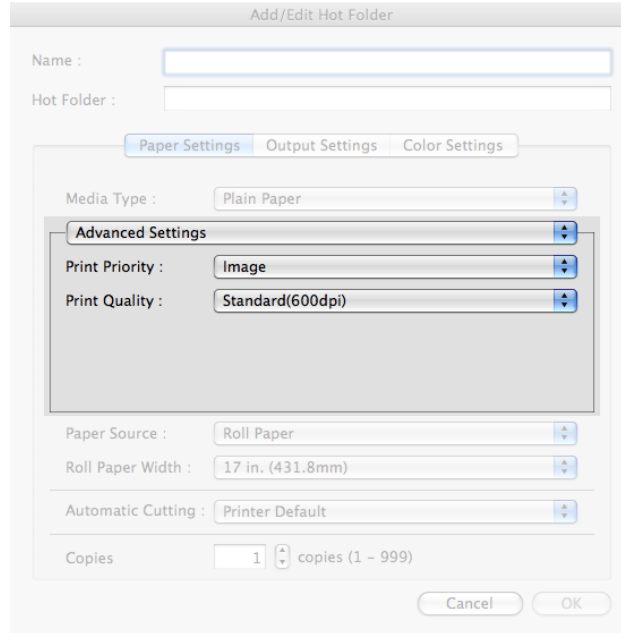 Add/Edit Hot Folder
Name :
Hot Folder :
Paper Settings Output Settings Color Settings
Media Type : Plain Paper
Advanced Settings
Print Priority : Image
Print Quality : Standard(600dpi)
Paper Source : Roll Paper
Roll Paper Width : 17 in. (431.8mm)
Automatic Cutting : Printer Default
Copies 1 copies (1 – 999)
Cancel OK